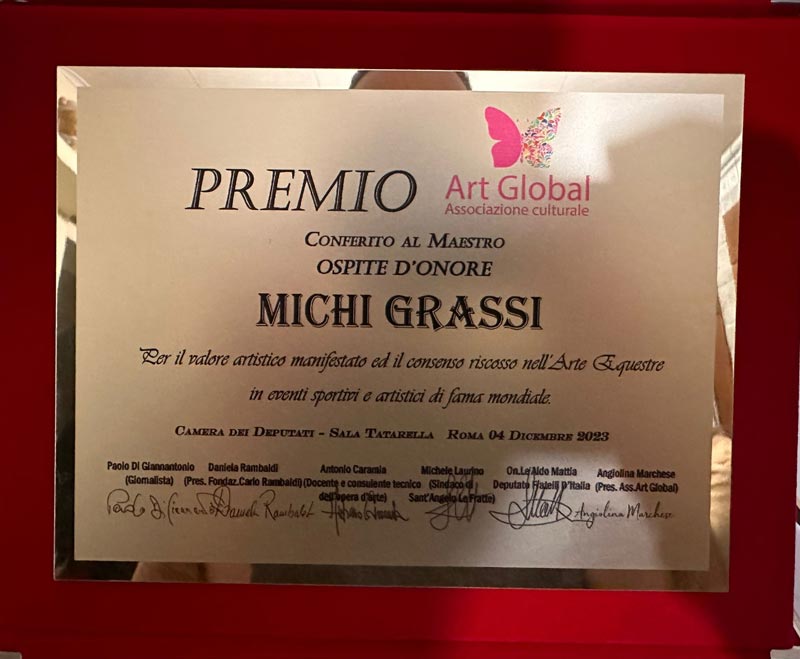 PREMIO
Art Global
Associazione culturale
CONFERITO AL MAESTRO
OSPITE D'ONORE
MICHI GRASSI
Per il valore artistico manifestato ed il consenso riscosso nell'Arte Equestre
in eventi sportivi e artistici di fama mondiale.
CAMERA DEI DEPUTATI - SALA TATARELLA ROMA 04 DICEMBRE 2023
Paolo Di Giannantonio Daniela Rambaldi Antonio Caramia Michele Laurino On.Le Aldo Mattia Angiolina Marchese
(Giornalista) (Pres. Fondaz.Carlo Rambaldi) (Docente e consulente tecnico (Sindaco di Deputato Fratelli D'Italia (Pres. Ass.Art Global)
dell'opera d'arte) Sant'Angelo Le Fratte)
Daniela Rambaldi Angiolina Marchese